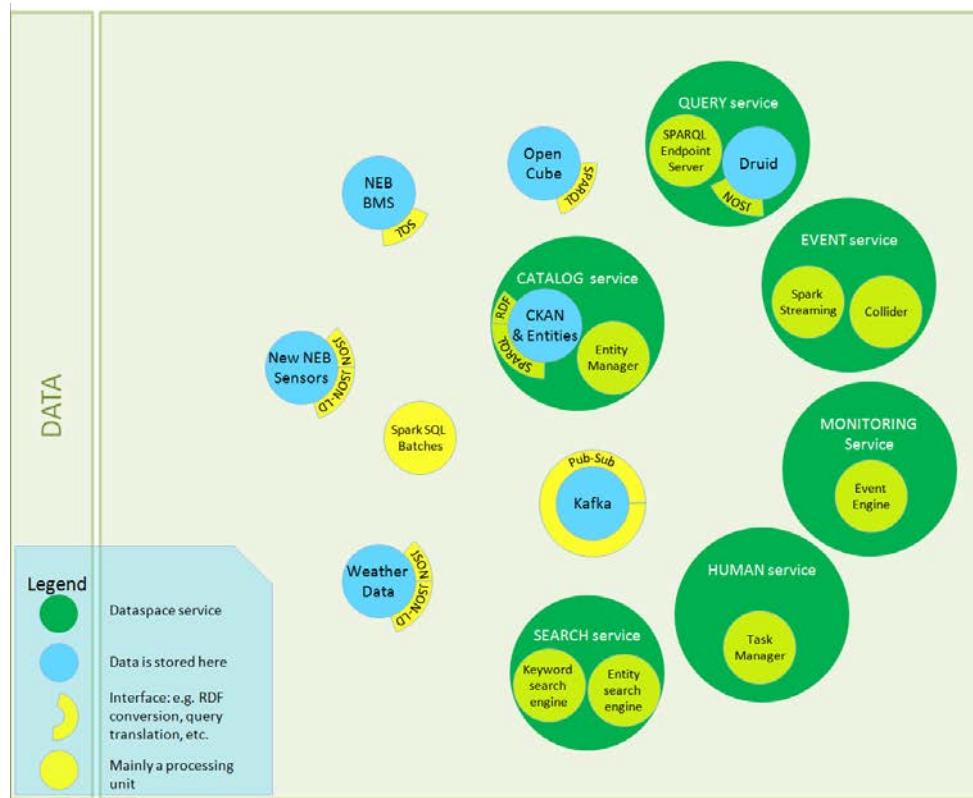 DATA
QUERY service
SPARQL
Endpoint
Server
Druid
JSON
Open
Cube
SPARQL
NEB
BMS
SQL
EVENT service
Spark
Streaming
Collider
CATALOG service
RDF
CKAN
& Entities
SPARQL
Entity
Manager
New NEB
Sensors
JSON
JSON-LD
Spark SQL
Batches
MONITORING
Service
Event
Engine
Pub-Sub
Kafka
Weather
Data
JSON
JSON-LD
HUMAN service
Task
Manager
SEARCH service
Keyword
search
engine
Entity
search
engine
Legend
Dataspace service
Data is stored here
Interface: e.g. RDF
conversion, query
translation, etc.
Mainly a processing
unit